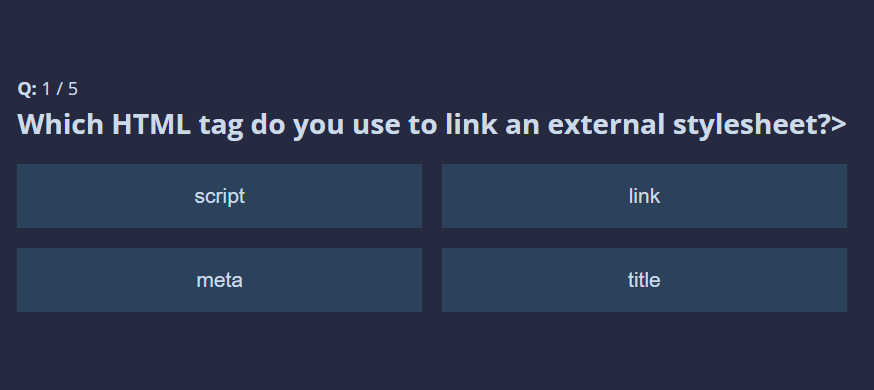 Q: 1 / 5
Which HTML tag do you use to link an external stylesheet?>
script
link
meta
title